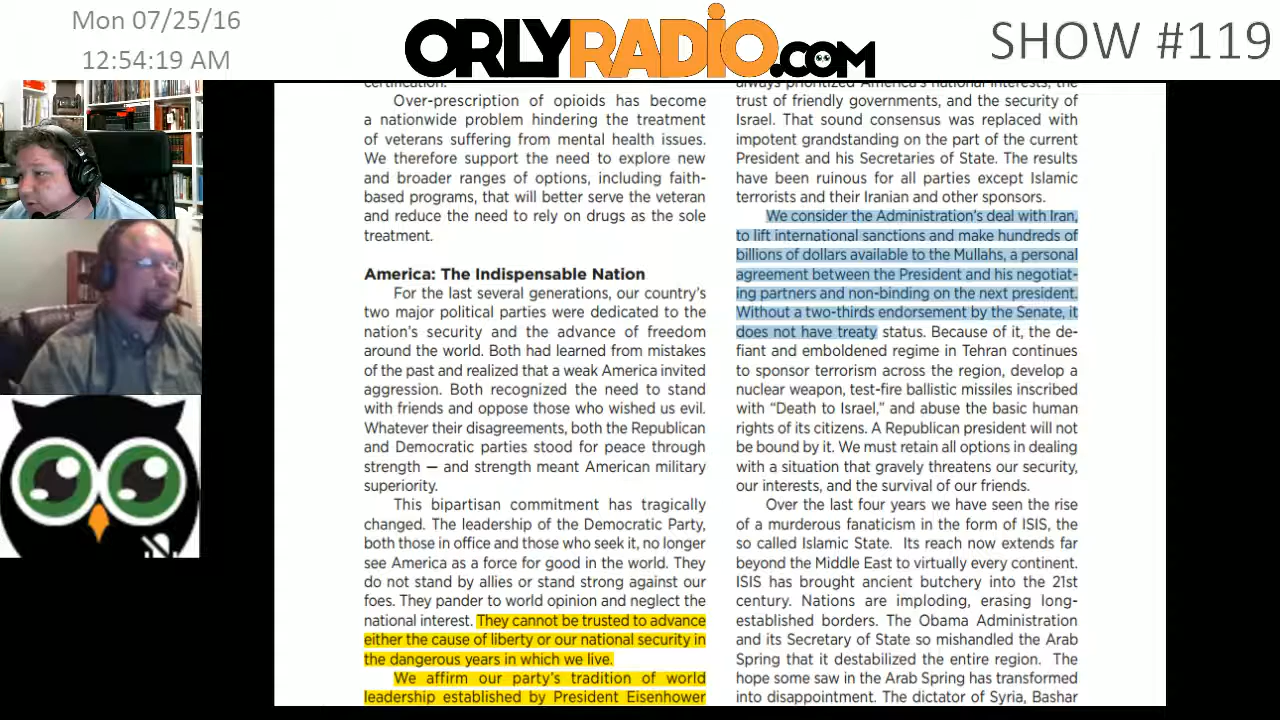 Mon 07/25/16
12:54:19 AM
ORLYRADIO.COM
SHOW #119
certification.
Over-prescription of opioids has become
a nationwide problem hindering the treatment
of veterans suffering from mental health issues.
We therefore support the need to explore new
and broader ranges of options, including faith-
based programs, that will better serve the veteran
and reduce the need to rely on drugs as the sole
treatment.
America: The Indispensable Nation
For the last several generations, our country's
two major political parties were dedicated to the
nation's security and the advance of freedom
around the world. Both had learned from mistakes
of the past and realized that a weak America invited
aggression. Both recognized the need to stand
with friends and oppose those who wished us evil.
Whatever their disagreements, both the Republican
and Democratic parties stood for peace through
strength — and strength meant American military
superiority.
This bipartisan commitment has tragically
changed. The leadership of the Democratic Party,
both those in office and those who seek it, no longer
see America as a force for good in the world. They
do not stand by allies or stand strong against our
foes. They pander to world opinion and neglect the
national interest. They cannot be trusted to advance
either the cause of liberty or our national security in
the dangerous years in which we live.
We affirm our party's tradition of world
leadership established by President Eisenhower
always prioritized America's national interests, the
trust of friendly governments, and the security of
Israel. That sound consensus was replaced with
impotent grandstanding on the part of the current
President and his Secretaries of State. The results
have been ruinous for all parties except Islamic
terrorists and their Iranian and other sponsors.
We consider the Administration's deal with Iran,
to lift international sanctions and make hundreds of
billions of dollars available to the Mullahs, a personal
agreement between the President and his negotiat-
ing partners and non-binding on the next president.
Without a two-thirds endorsement by the Senate, it
does not have treaty status. Because of it, the de-
fiant and emboldened regime in Tehran continues
to sponsor terrorism across the region, develop a
nuclear weapon, test-fire ballistic missiles inscribed
with “Death to Israel,” and abuse the basic human
rights of its citizens. A Republican president will not
be bound by it. We must retain all options in dealing
with a situation that gravely threatens our security,
our interests, and the survival of our friends.
Over the last four years we have seen the rise
of a murderous fanaticism in the form of ISIS, the
so called Islamic State. Its reach now extends far
beyond the Middle East to virtually every continent.
ISIS has brought ancient butchery into the 21st
century. Nations are imploding, erasing long-
established borders. The Obama Administration
and its Secretary of State so mishandled the Arab
Spring that it destabilized the entire region. The
hope some saw in the Arab Spring has transformed
into disappointment. The dictator of Syria, Bashar